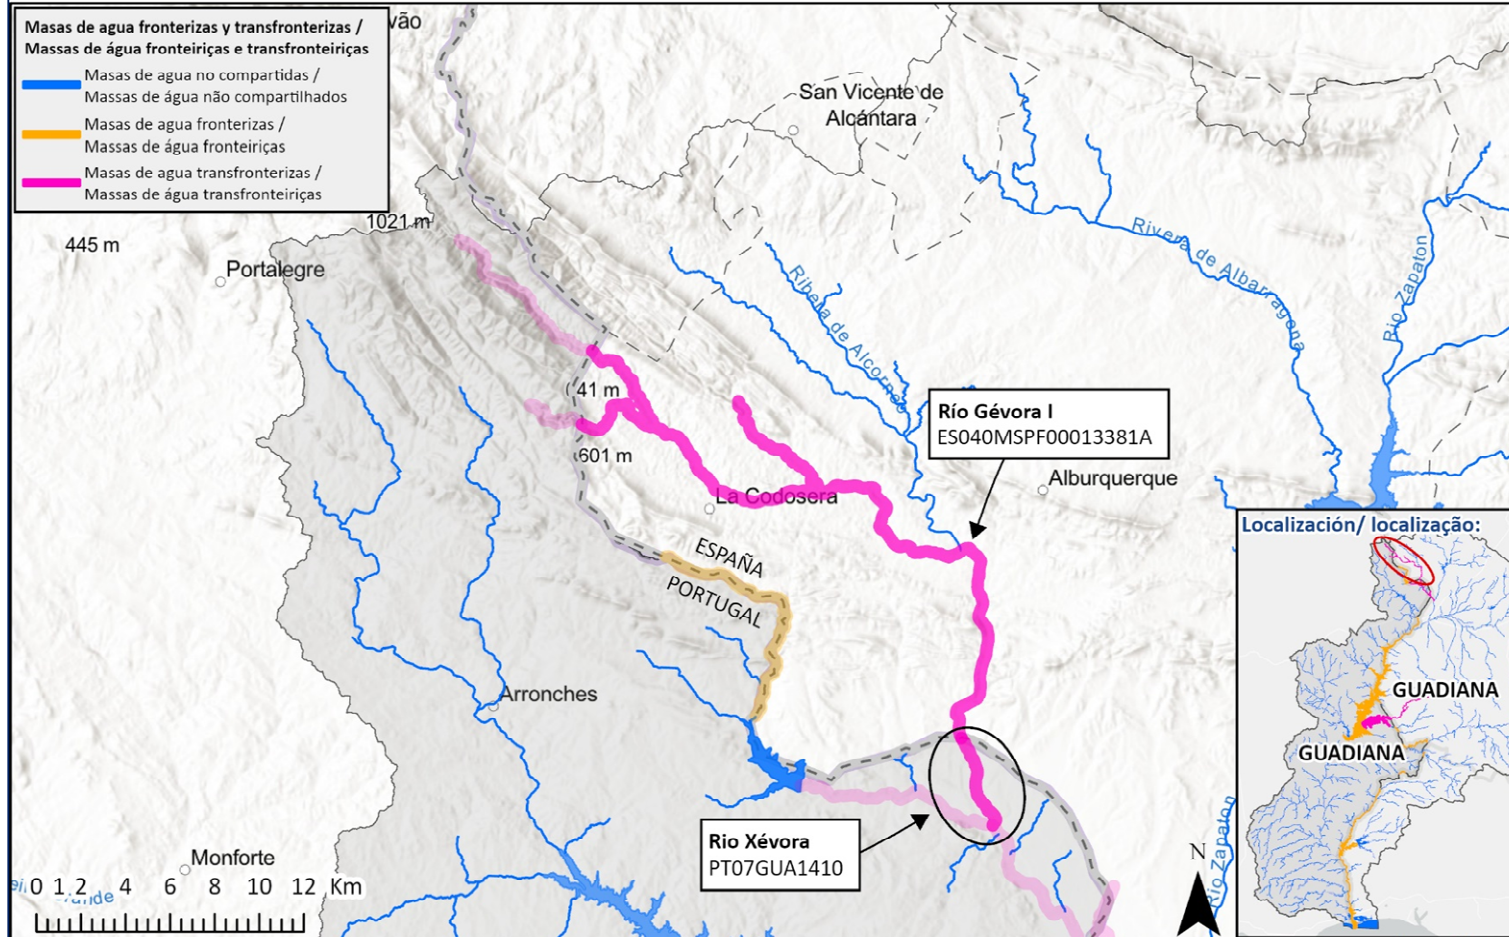 Masas de agua fronterizas y transfronterizas /
Massas de água fronteiriças e transfronteiriças
Masas de agua no compartidas /
Massas de água não compartilhados
Masas de agua fronterizas /
Massas de água fronteiriças
Masas de agua transfronterizas /
Massas de água transfronteiriças
vão
San Vicente de
Alcántara
1021 m
445 m
Portalegre
Rivera de Albarragena
Rio Zapaton
Ribera de Alcorneo
41 m
601 m
Río Gévora I
ES040MSPF00013381A
Alburquerque
La Codosera
ESPAÑA
PORTUGAL
Localización/ localização:
GUADIANA
GUADIANA
Arronches
Rio Xévora
PT07GUA1410
Monforte
Rio Zapaton
N
0 1 2 4 6 8 10 12 Km